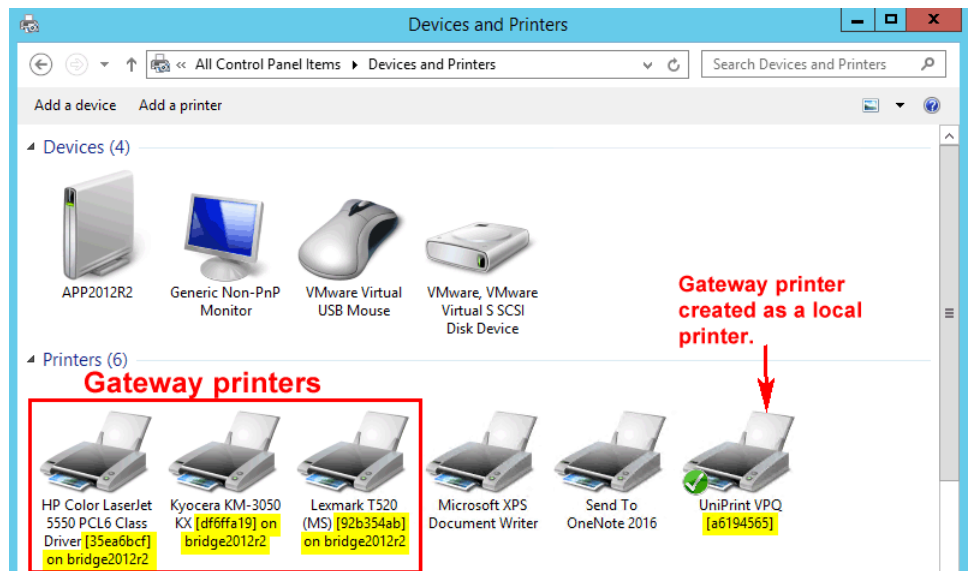 Devices and Printers
« All Control Panel Items Devices and Printers
Search Devices and Printers
Add a device Add a printer
Devices (4)
APP2012R2
Generic Non-PnP
Monitor
VMware Virtual
USB Mouse
VMware, VMware
Virtual S SCSI
Disk Device
Gateway printer
created as a local
printer.
Printers (6)
Gateway printers
HP Color LaserJet
5550 PCL6 Class
Driver [35ea6bcf]
on bridge2012r2
Kyocera KM-3050
KX [df6ffa19] on
bridge2012r2
Lexmark T520
(MS) [92b354ab]
on bridge2012r2
Microsoft XPS
Document Writer
Send To
OneNote 2016
UniPrint VPQ
[a6194565]